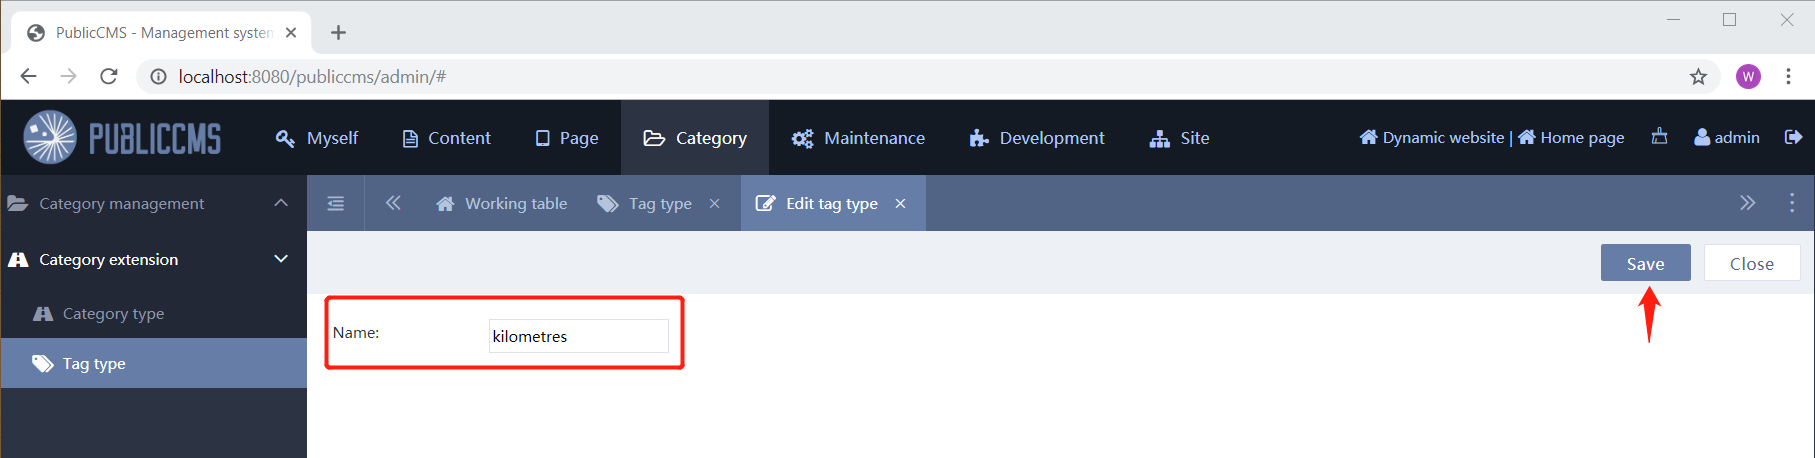 PublicCMS - Management system
localhost:8080/publiccms/admin/#
W
PUBLICCMS
Myself
Content
Page
Category
Maintenance
Development
Site
Dynamic website | Home page
admin
Category management
Working table
Tag type
Edit tag type
Category extension
Save
Close
Category type
Name:
kilometres
Tag type